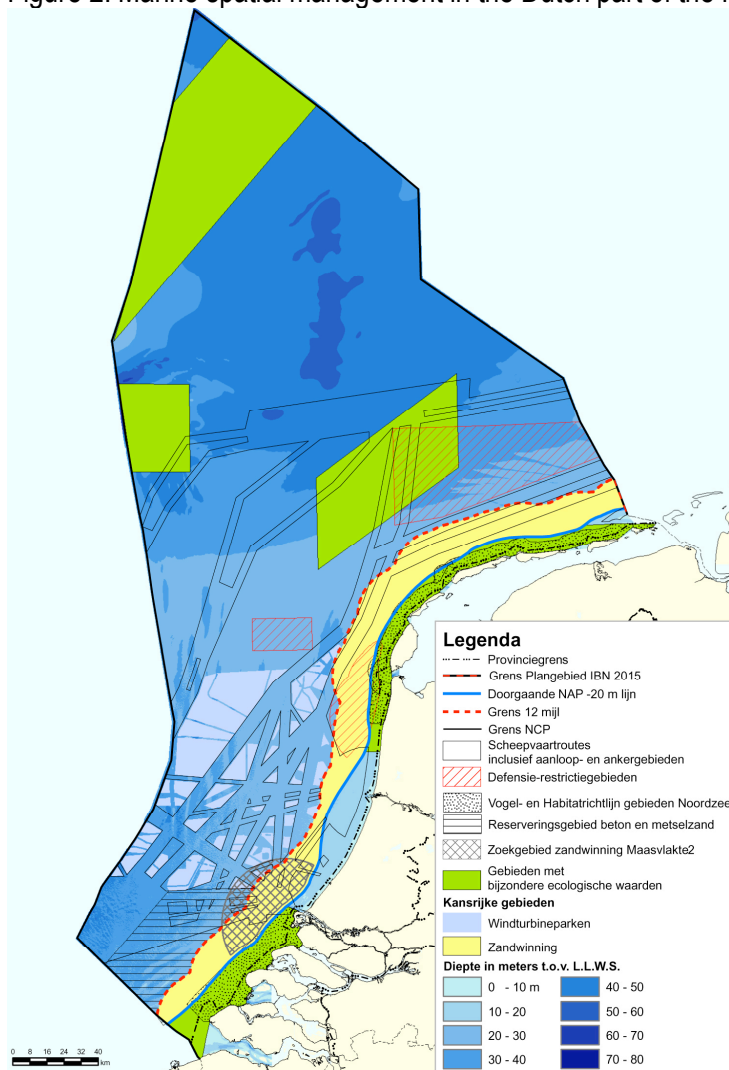 Figure 2. Marine spatial management in the Dutch part of the
Legenda
Provinciegrens
Grens Plangebied IBN 2015
Doorgaande NAP -20 m lijn
Grens 12 mijl
Grens NCP
Scheepvaartroutes
inclusief aanloop- en ankergebieden
Defensie-restrictiegebieden
Vogel- en Habitatrichtlijn gebieden Noordzee
Reserveringsgebied beton en metselzand
Zoekgebied zandwinning Maasvlakte2
Gebieden met
bijzondere ecologische waarden
Kansrijke gebieden
Windturbineparken
Zandwinning
Diepte in meters t.o.v. L.L.W.S.
0 - 10 m 40 - 50
10 - 20 50 - 60
20 - 30 60 - 70
30 - 40 70 - 80
0 8 16 24 32 40
km